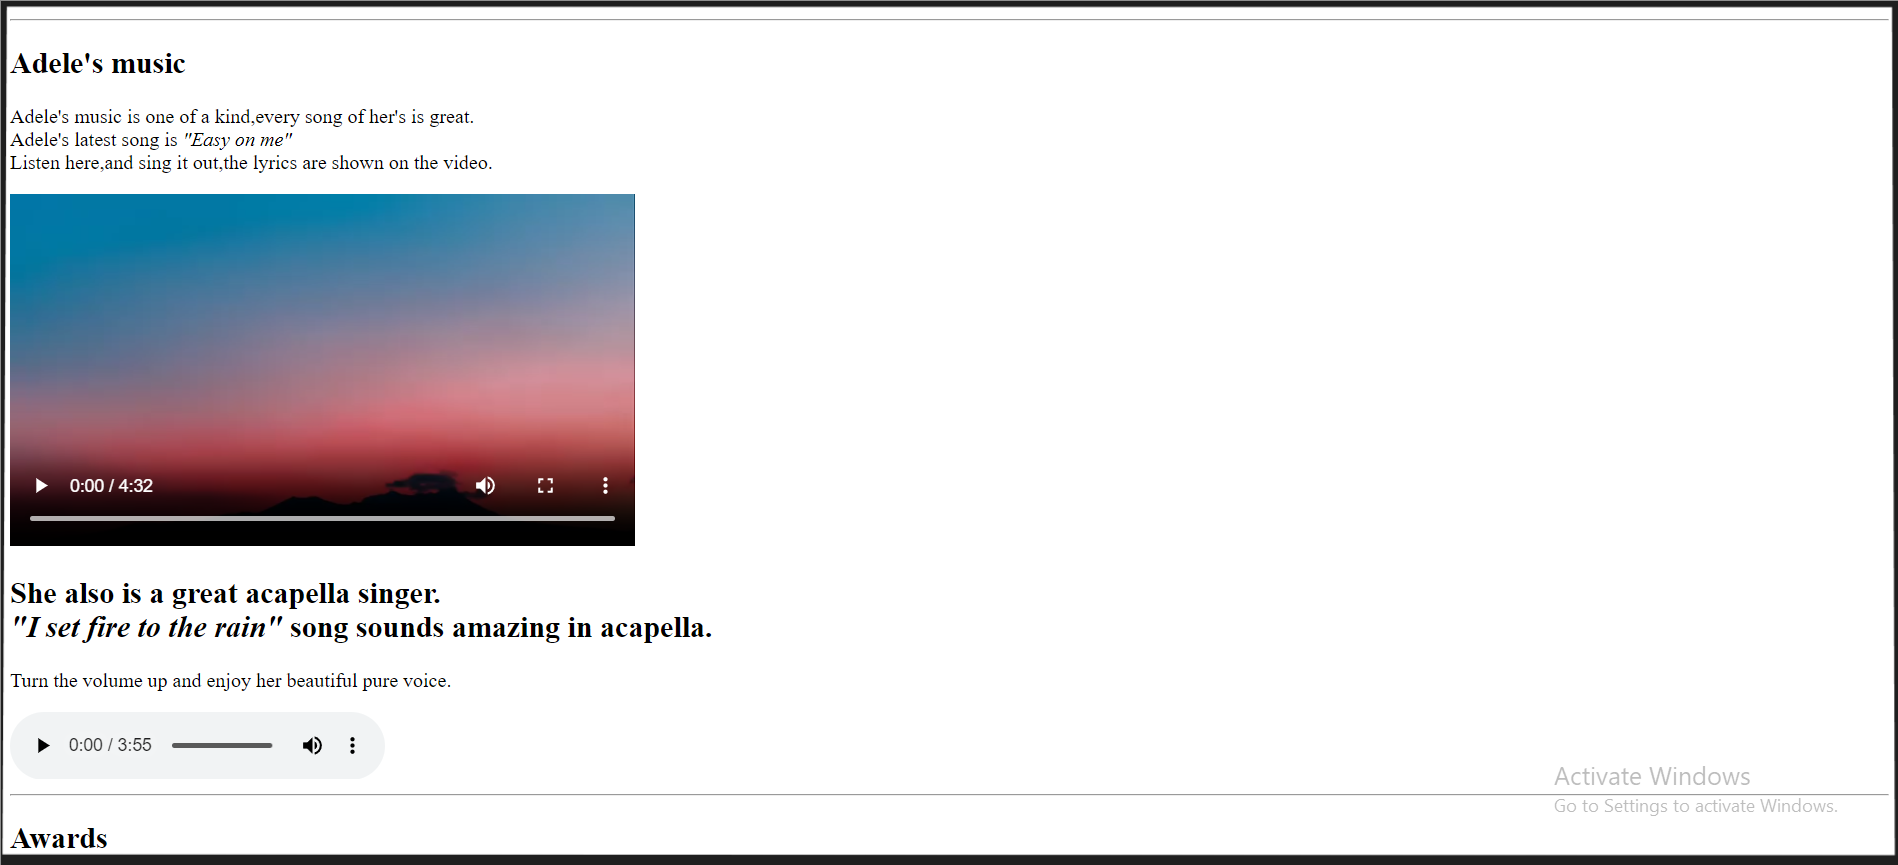 Adele's music
Adele's music is one of a kind,every song of her's is great.
Adele's latest song is "Easy on me"
Listen here,and sing it out,the lyrics are shown on the video.
0:00 / 4:32
She also is a great acapella singer.
"I set fire to the rain" song sounds amazing in acapella.
Turn the volume up and enjoy her beautiful pure voice.
0:00 / 3:55
Activate Windows
Go to Settings to activate Windows.
Awards